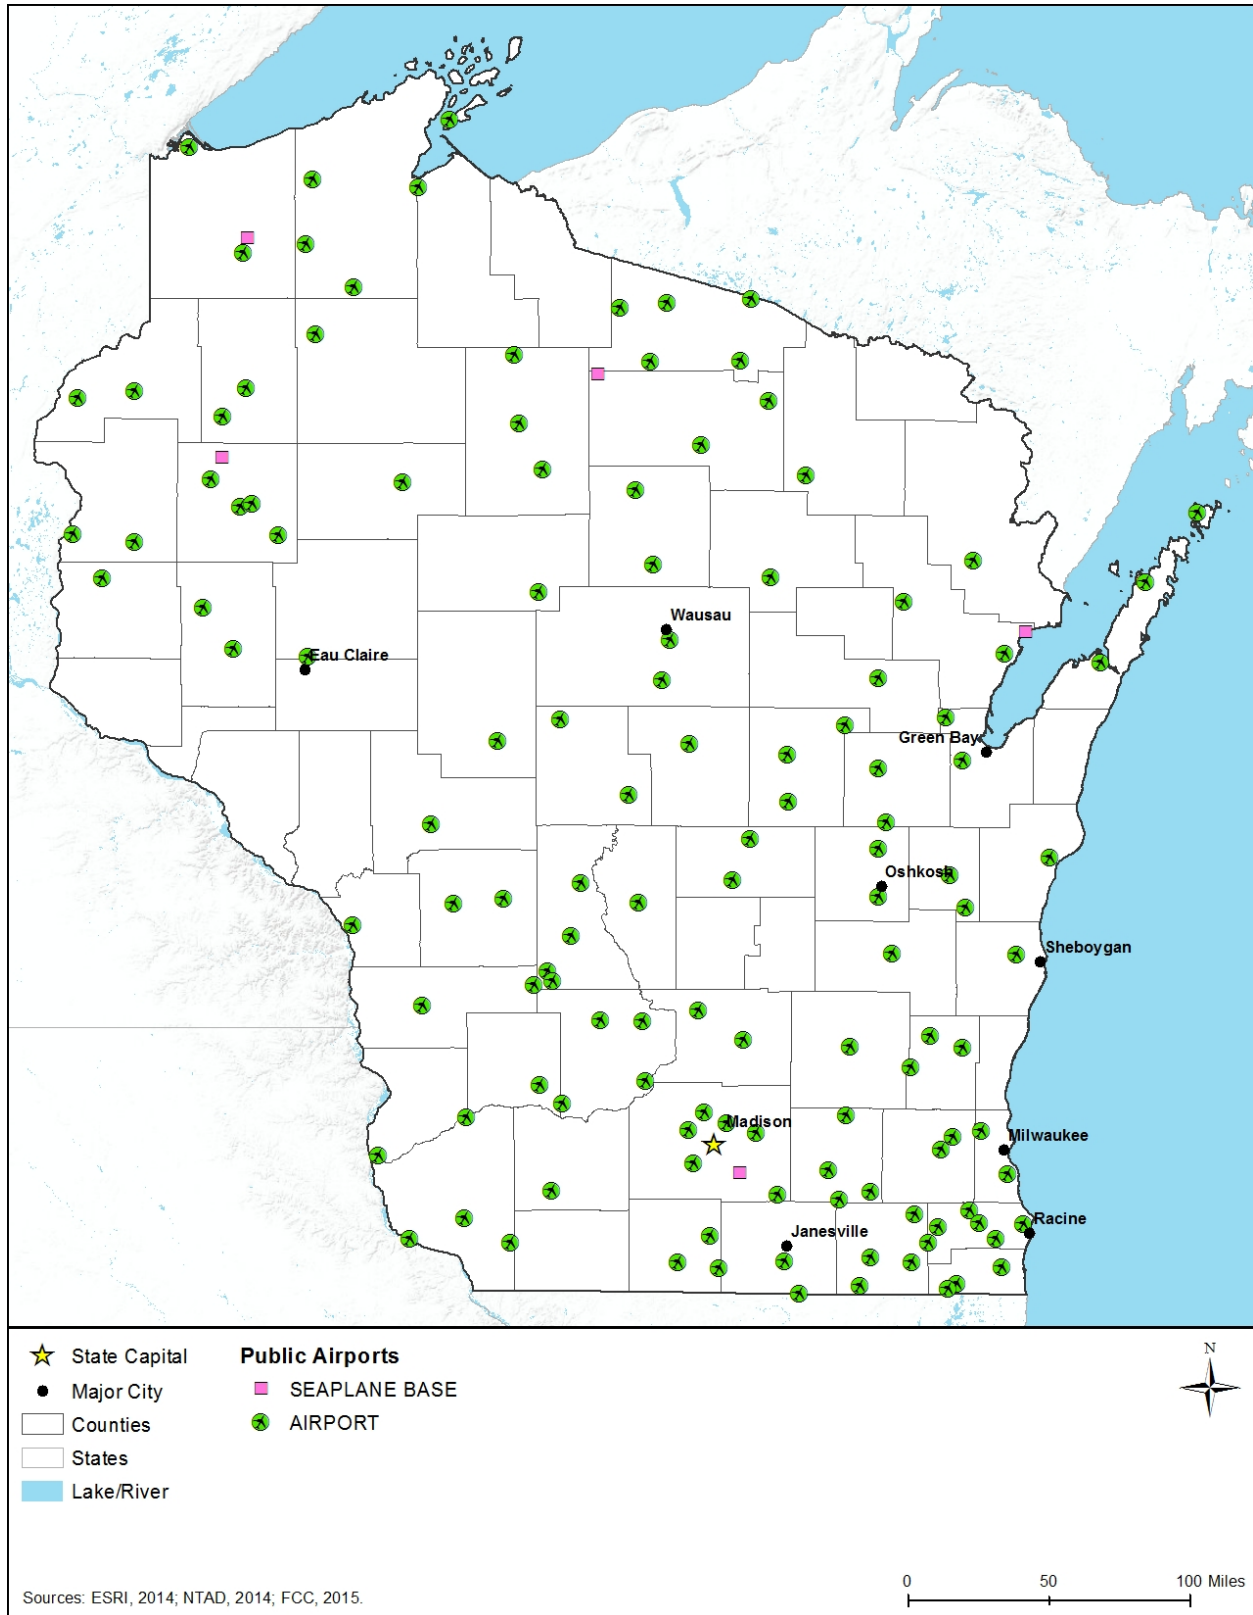 Wausau
Eau Claire
Green Bay
Oshkosh
Sheboygan
Madison
Milwaukee
Janesville
Racine
State Capital
Major City
Counties
States
Lake/River
Public Airports
SEAPLANE BASE
AIRPORT
N
0 50 100 Miles
Sources: ESRI, 2014; NTAD, 2014; FCC, 2015.